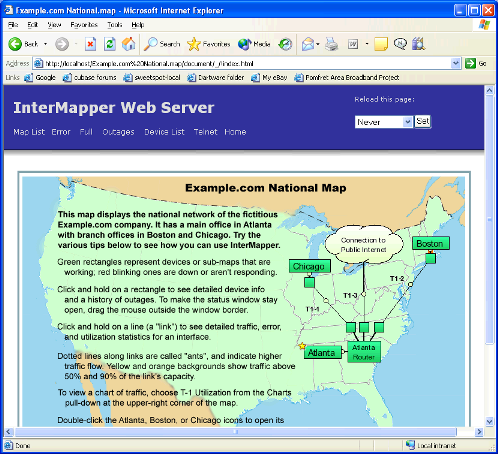 Example.com National.map - Microsoft Internet Explorer
File Edit View Favorites Tools Help
Back Search Favorites Media
Address http://localhost/Example.com%20National.map/document/_/index.html Go
Links Google cubase forums sweetspot-local Dartware folder My eBay Pomfret Area Broadband Project
InterMapper Web Server
Reload this page:
Never Set
Map List Error Full Outages Device List Telnet Home
Example.com National Map
This map displays the national network of the fictitious
Example.com company. It has a main office in Atlanta
with branch offices in Boston and Chicago. Try the
various tips below to see how you can use InterMapper.
Green rectangles represent devices or sub-maps that are
working; red blinking ones are down or aren't responding.
Click and hold on a rectangle to see detailed device info
and a history of outages. To make the status window stay
open, drag the mouse outside the window border.
Click and hold on a line (a "link") to see detailed traffic, error,
and utilization statistics for an interface.
Dotted lines along links are called "ants", and indicate higher
traffic flow. Yellow and orange backgrounds show traffic above
50% and 90% of the link's capacity.
To view a chart of traffic, choose T-1 Utilization from the Charts
pull-down at the upper-right corner of the map.
Double-click the Atlanta, Boston, or Chicago icons to open its
Connection to
Public Internet
Boston
Chicago
T1-2
T1-3
T1-1
Atlanta
Atlanta
Router
Done
Local intranet